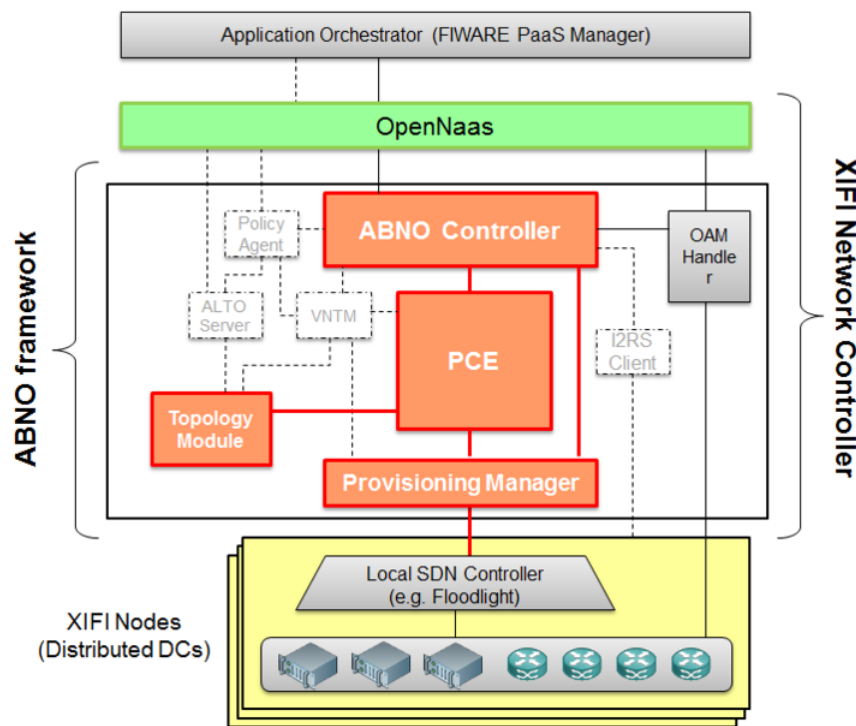 Application Orchestrator (FIWARE PaaS Manager)
OpenNaas
ABNO framework
XIFI Network
Controller
Policy
Agent
ABNO Controller
OAM
Handle
r
ALTO
Server
VNTM
PCE
I2RS
Client
Topology
Module
Provisioning Manager
Local SDN Controller
(e.g. Floodlight)
XIFI Nodes
(Distributed DCs)